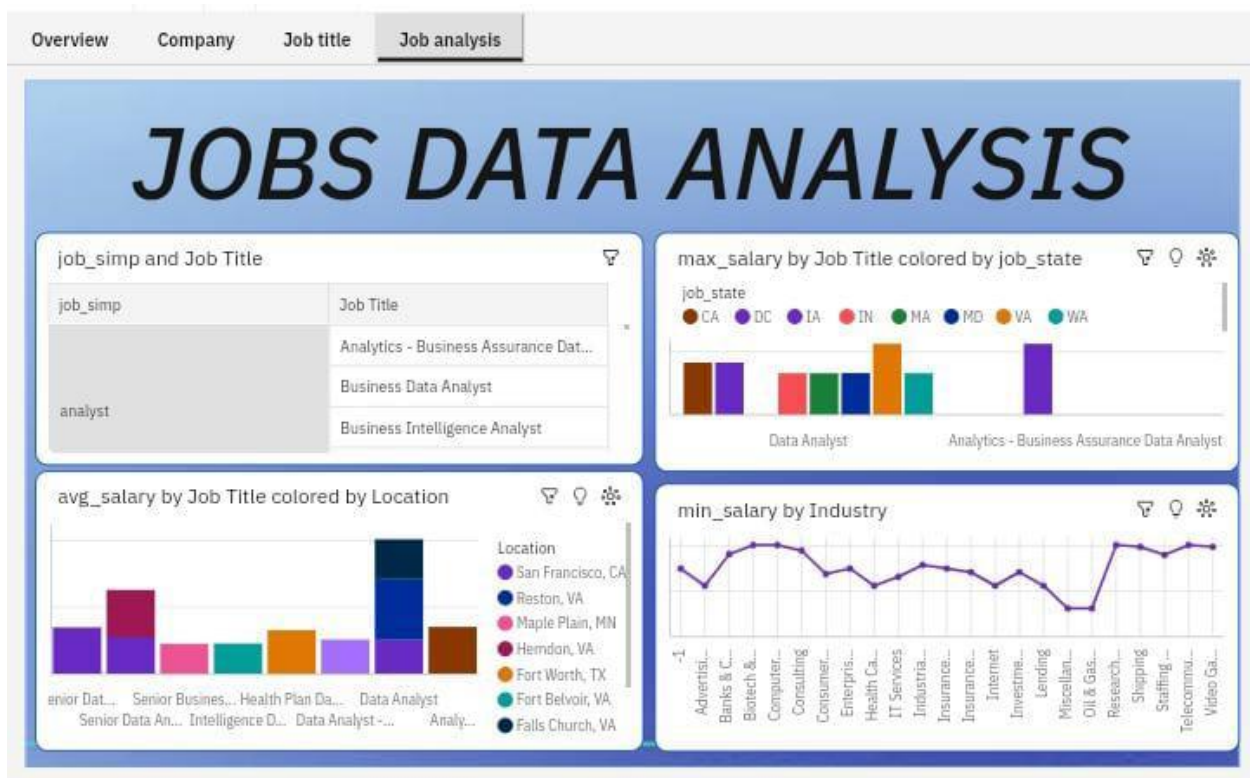 Overview Company Job title Job analysis
JOBS DATA ANALYSIS
job_simp and Job Title
job_simp Job Title
analyst
Analytics - Business Assurance Dat...
Business Data Analyst
Business Intelligence Analyst
max_salary by Job Title colored by job_state
job_state
CA DC IA IN MA MD VA WA
Data Analyst Analytics - Business Assurance Data Analyst
avg_salary by Job Title colored by Location
Location
San Francisco, CA
Reston, VA
Maple Plain, MN
Herndon, VA
Fort Worth, TX
Fort Belvoir, VA
Falls Church, VA
enior Dat... Senior Busines... Health Plan Da... Data Analyst
Senior Data An... Intelligence D... Data Analyst -... Analy...
min_salary by Industry
-1
Advertisi...
Banks & C...
Biotech &...
Computer...
Consulting
Consumer...
Enterpris...
Health Ca...
IT Services
Industria...
Insurance...
Insurance...
Internet
Investme...
Lending
Miscellan...
Oil & Gas...
Research...
Shipping
Staffing ...
Telecommu...
Video Ga...